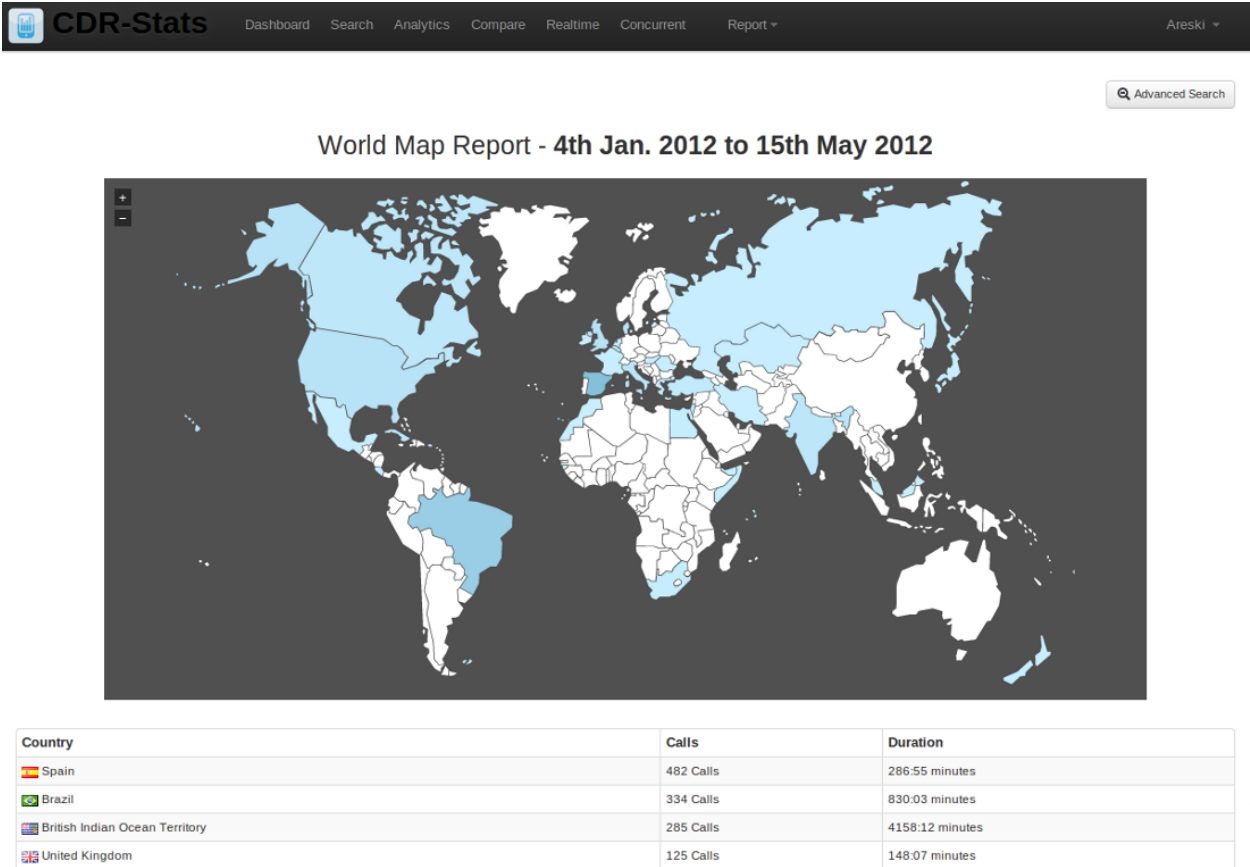 CDR-Stats Dashboard Search Analytics Compare Realtime Concurrent Report Areski
Advanced Search
World Map Report - 4th Jan. 2012 to 15th May 2012
+
−
Country Calls Duration
Spain 482 Calls 286:55 minutes
Brazil 334 Calls 830:03 minutes
British Indian Ocean Territory 285 Calls 4158:12 minutes
United Kingdom 125 Calls 148:07 minutes